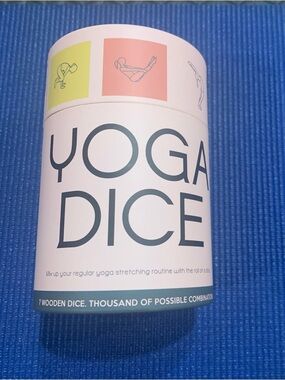 YOGA
DICE
Mix up your regular yoga stretching routine with the roll of a dice
7 WOODEN DICE. THOUSAND OF POSSIBLE